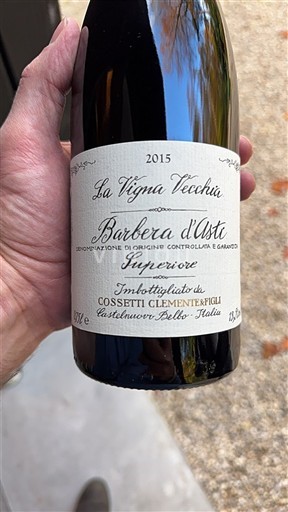 2015
La Vigna Vecchia
Barbera d'Asti
DENOMINAZIONE DI ORIGINE CONTROLLATA E GARANTITA
Superiore
Imbottigliato da
COSSETTI CLEMENTE & FIGLI
Castelnuovo Belbo - Italia